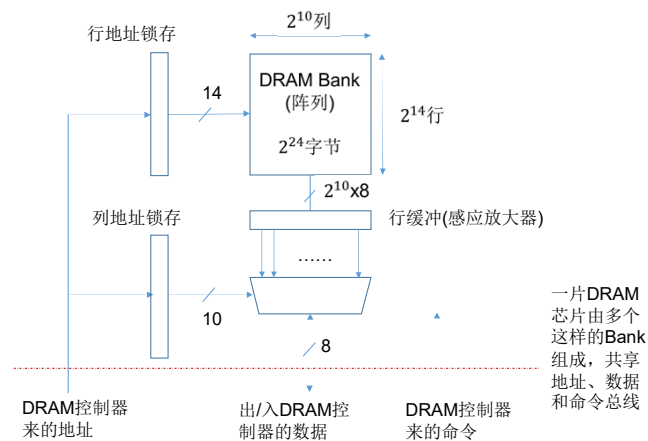 2^10列
行地址锁存
14
DRAM Bank
(阵列)
2^24字节
2^14行
2^10x8
列地址锁存
行缓冲(感应放大器)
......
10
8
一片DRAM
芯片由多个
这样的Bank
组成，共享
地址、数据
和命令总线
DRAM控制器
来的地址
出/入DRAM控
制器的数据
DRAM控制器
来的命令